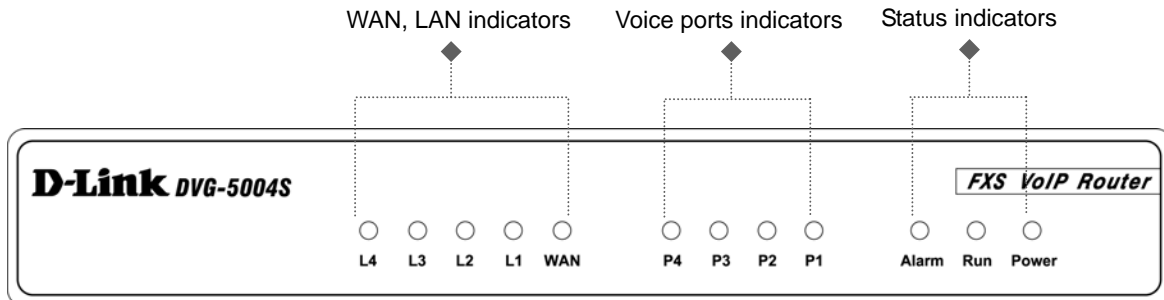 WAN, LAN indicators Voice ports indicators Status indicators
D-Link DVG-5004S FXS VoIP Router
L4 L3 L2 L1 WAN P4 P3 P2 P1 Alarm Run Power